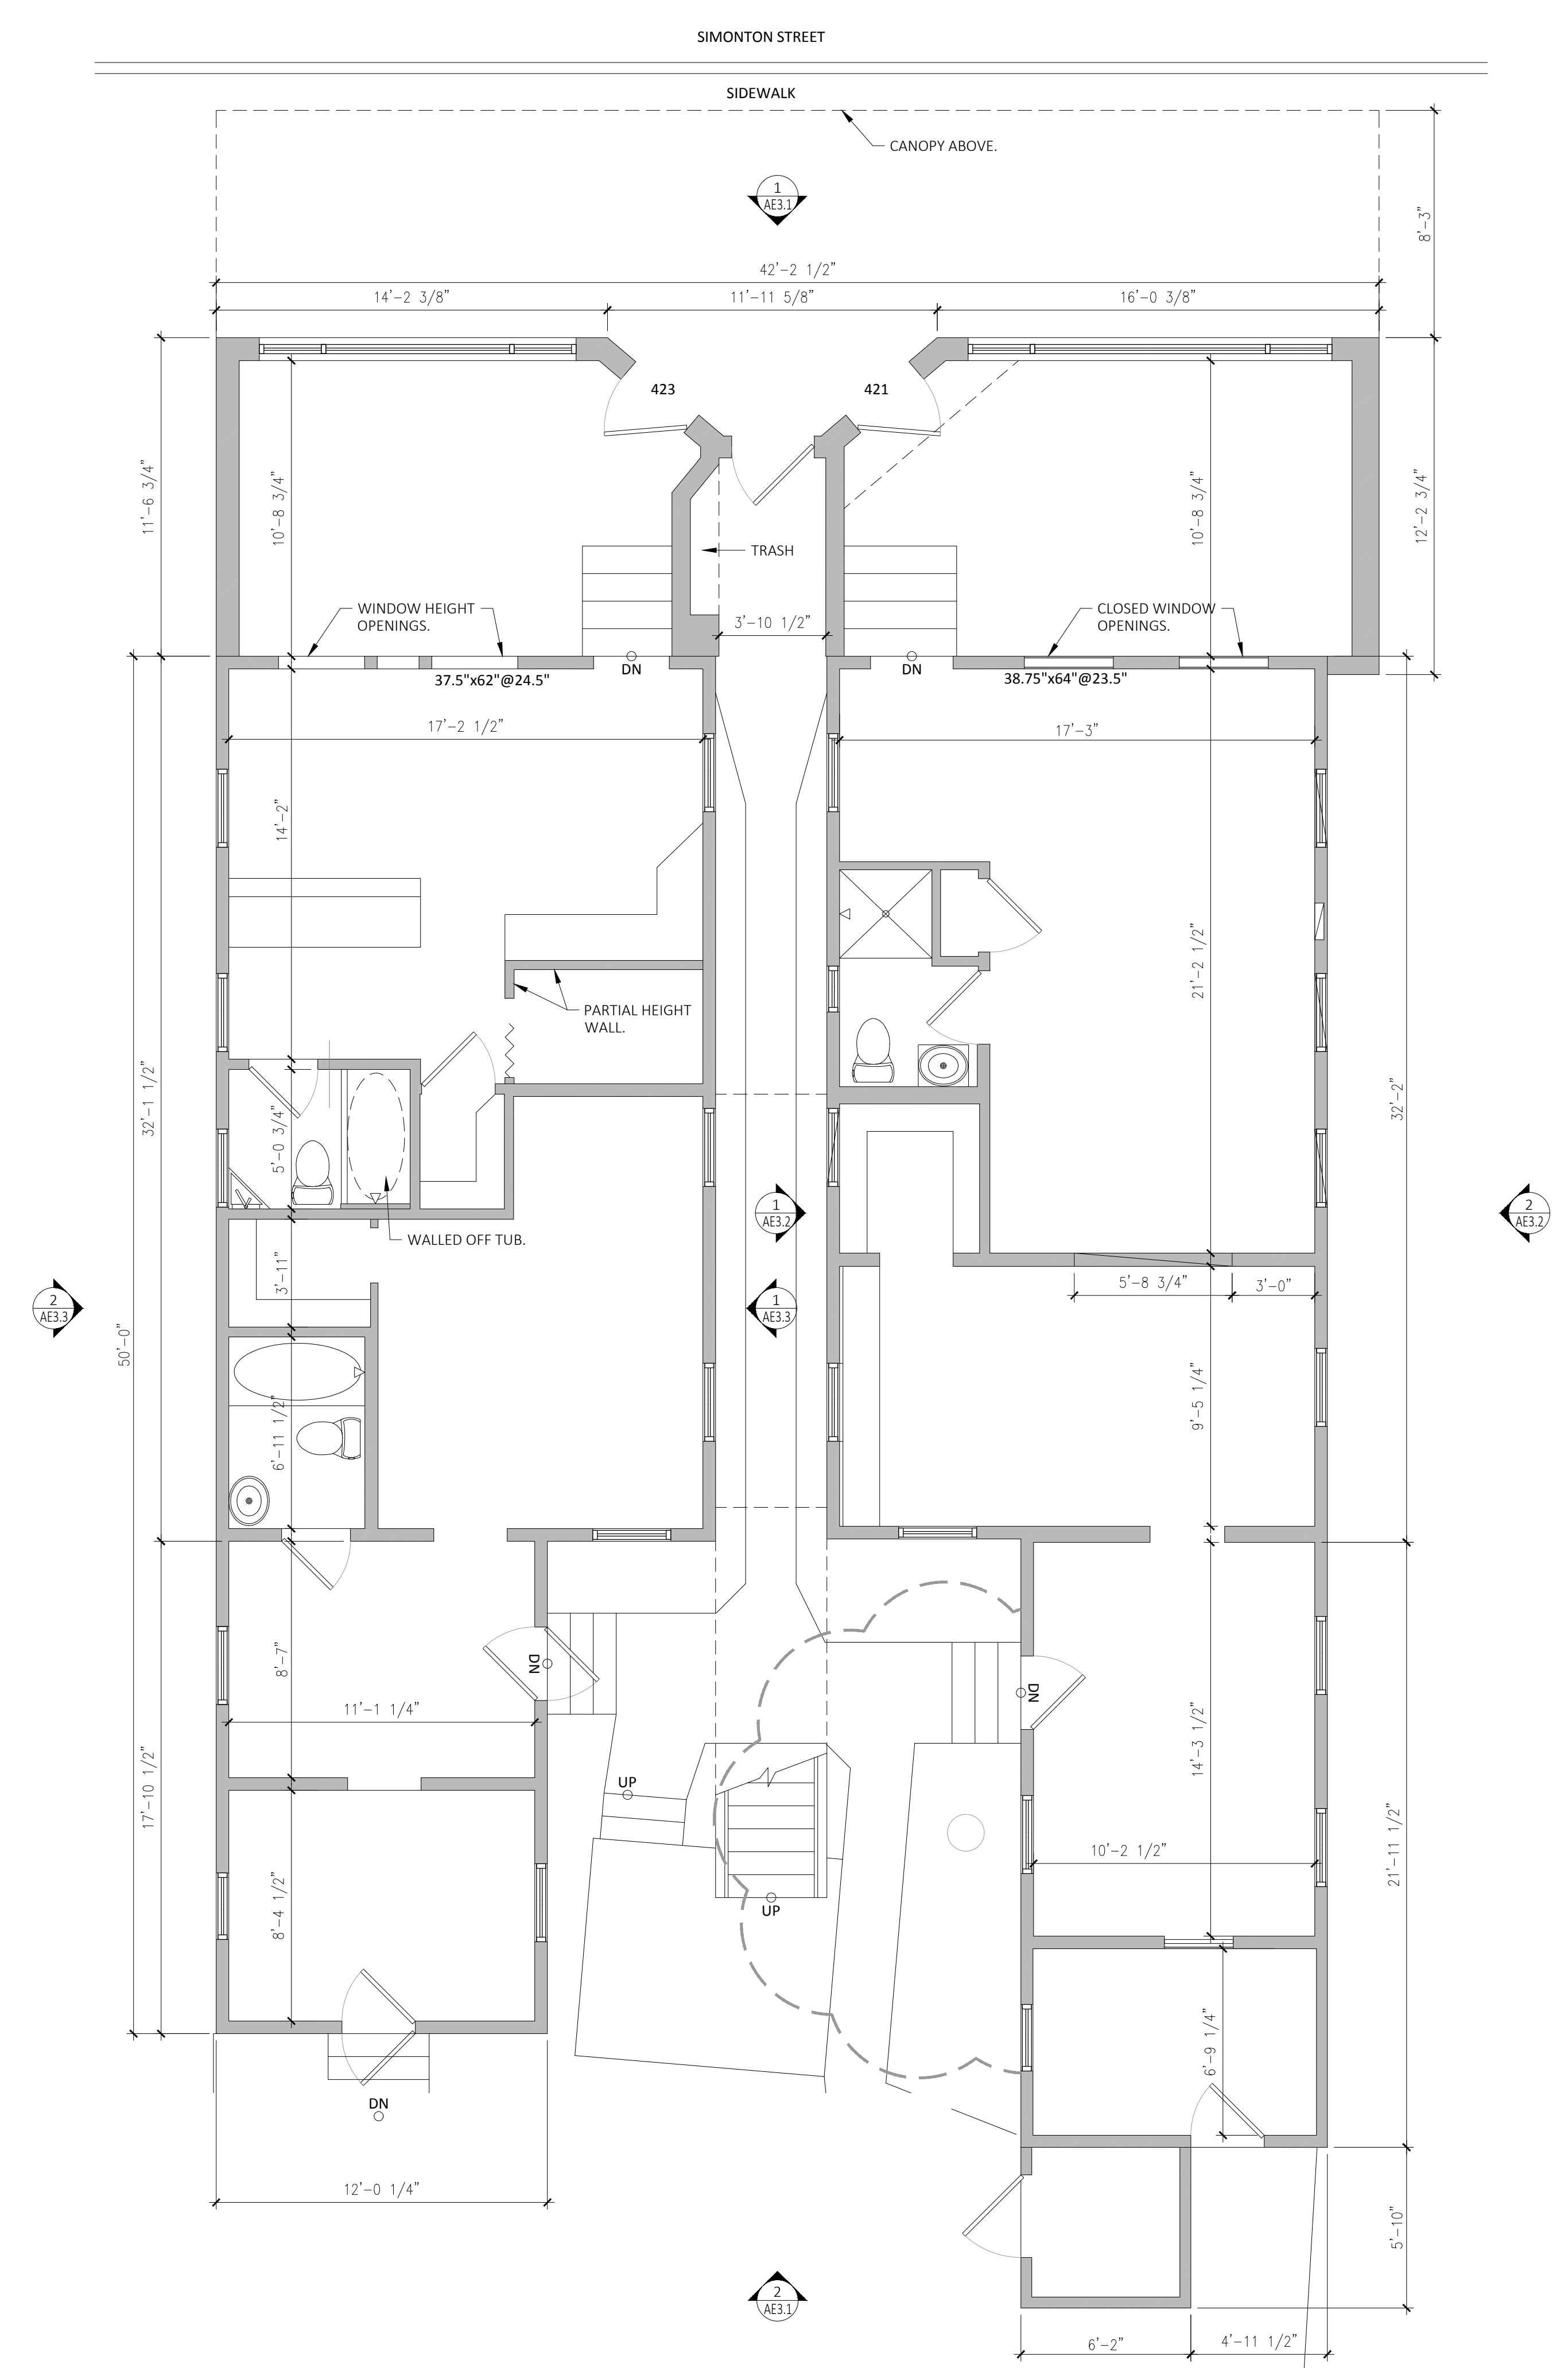 SIMONTON STREET
SIDEWALK
CANOPY ABOVE.
1
AE3.1
8'-3"
42'-2 1/2"
14'-2 3/8"
11'-11 5/8"
16'-0 3/8"
423
421
11'-6 3/4"
10'-8 3/4"
10'-8 3/4"
12'-2 3/4"
TRASH
WINDOW HEIGHT
OPENINGS.
3'-10 1/2"
CLOSED WINDOW
OPENINGS.
DN
DN
37.5"x62"@24.5"
38.75"x64"@23.5"
17'-2 1/2"
17'-3"
14'-2"
21'-2 1/2"
PARTIAL HEIGHT
WALL.
32'-1 1/2"
32'-2"
5'-0 3/4"
WALLED OFF TUB.
1
AE3.2
2
AE3.2
3'-11"
5'-8 3/4"
3'-0"
2
AE3.3
1
AE3.3
50'-0"
9'-5 1/4"
6'-11 1/2"
8'-7"
DN
DN
11'-1 1/4"
14'-3 1/2"
17'-10 1/2"
UP
10'-2 1/2"
21'-11 1/2"
8'-4 1/2"
UP
6'-9 1/4"
DN
12'-0 1/4"
5'-10"
2
AE3.1
6'-2"
4'-11 1/2"